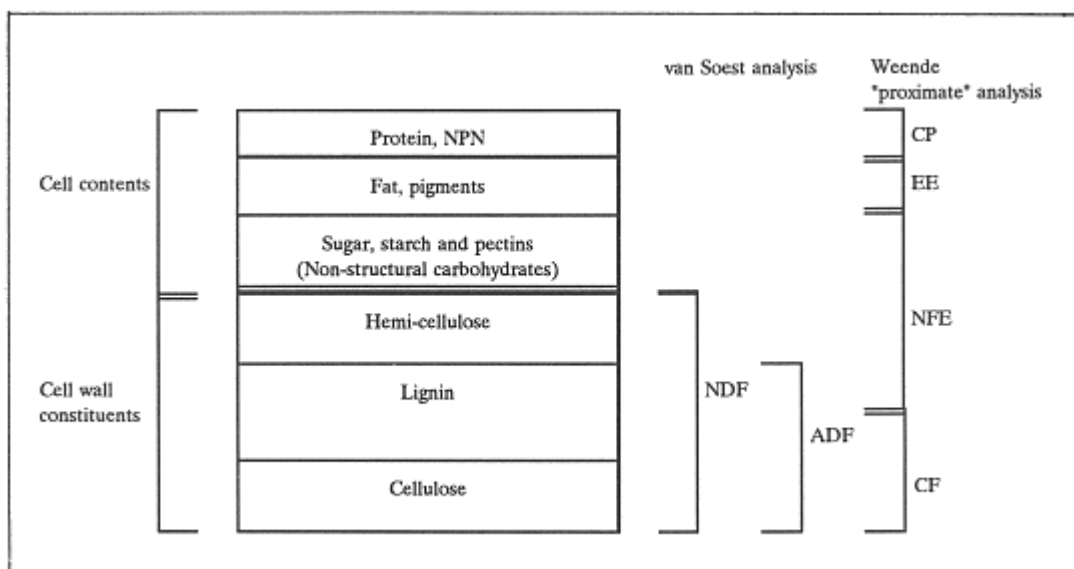 van Soest analysis
Weende
"proximate" analysis
Cell contents
Protein, NPN
Fat, pigments
Sugar, starch and pectins
(Non-structural carbohydrates)
CP
EE
NFE
Cell wall
constituents
Hemi-cellulose
Lignin
Cellulose
NDF
ADF
CF